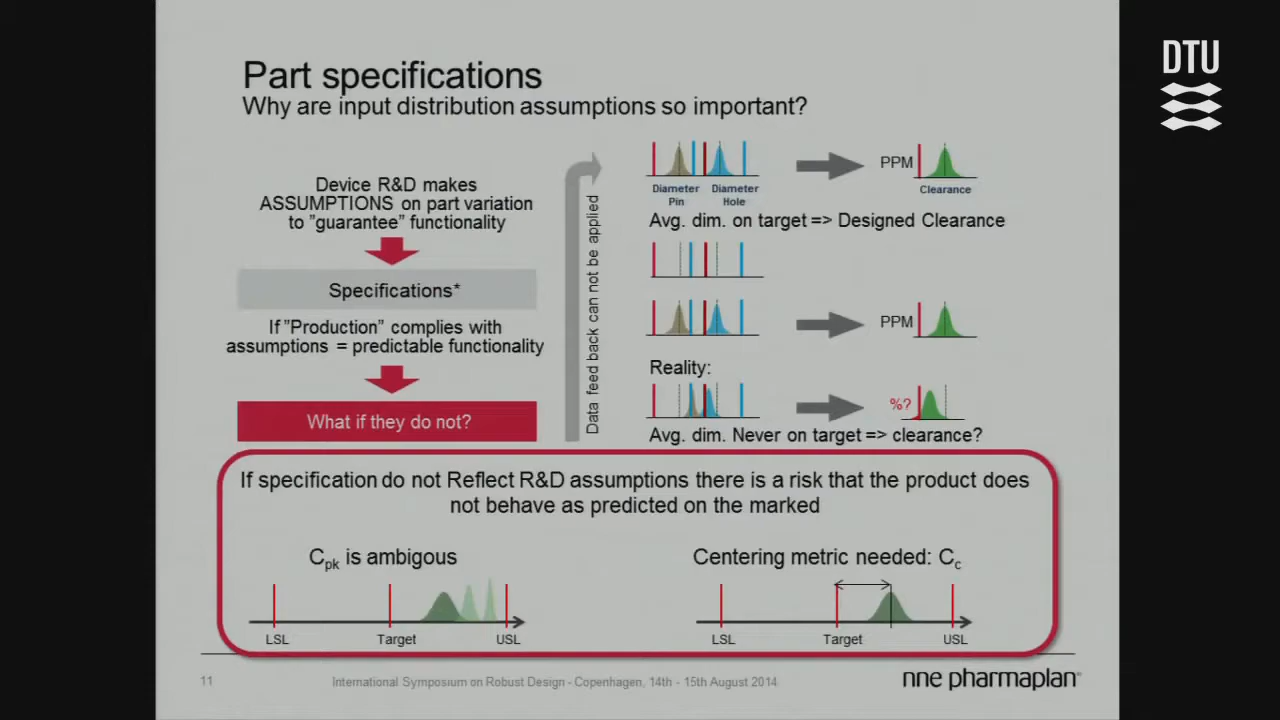 DTU
Part specifications
Why are input distribution assumptions so important?
Device R&D makes
ASSUMPTIONS on part variation
to ”guarantee” functionality
Specifications*
If ”Production” complies with
assumptions = predictable functionality
What if they do not?
Data feed back can not be applied
Diameter Pin
Diameter Hole
PPM
Clearance
Avg. dim. on target => Designed Clearance
PPM
Reality:
%?
Avg. dim. Never on target => clearance?
If specification do not Reflect R&D assumptions there is a risk that the product does
not behave as predicted on the marked
Cpk is ambigous
LSL Target USL
Centering metric needed: Cc
LSL Target USL
11
International Symposium on Robust Design - Copenhagen, 14th - 15th August 2014
nne pharmaplan®